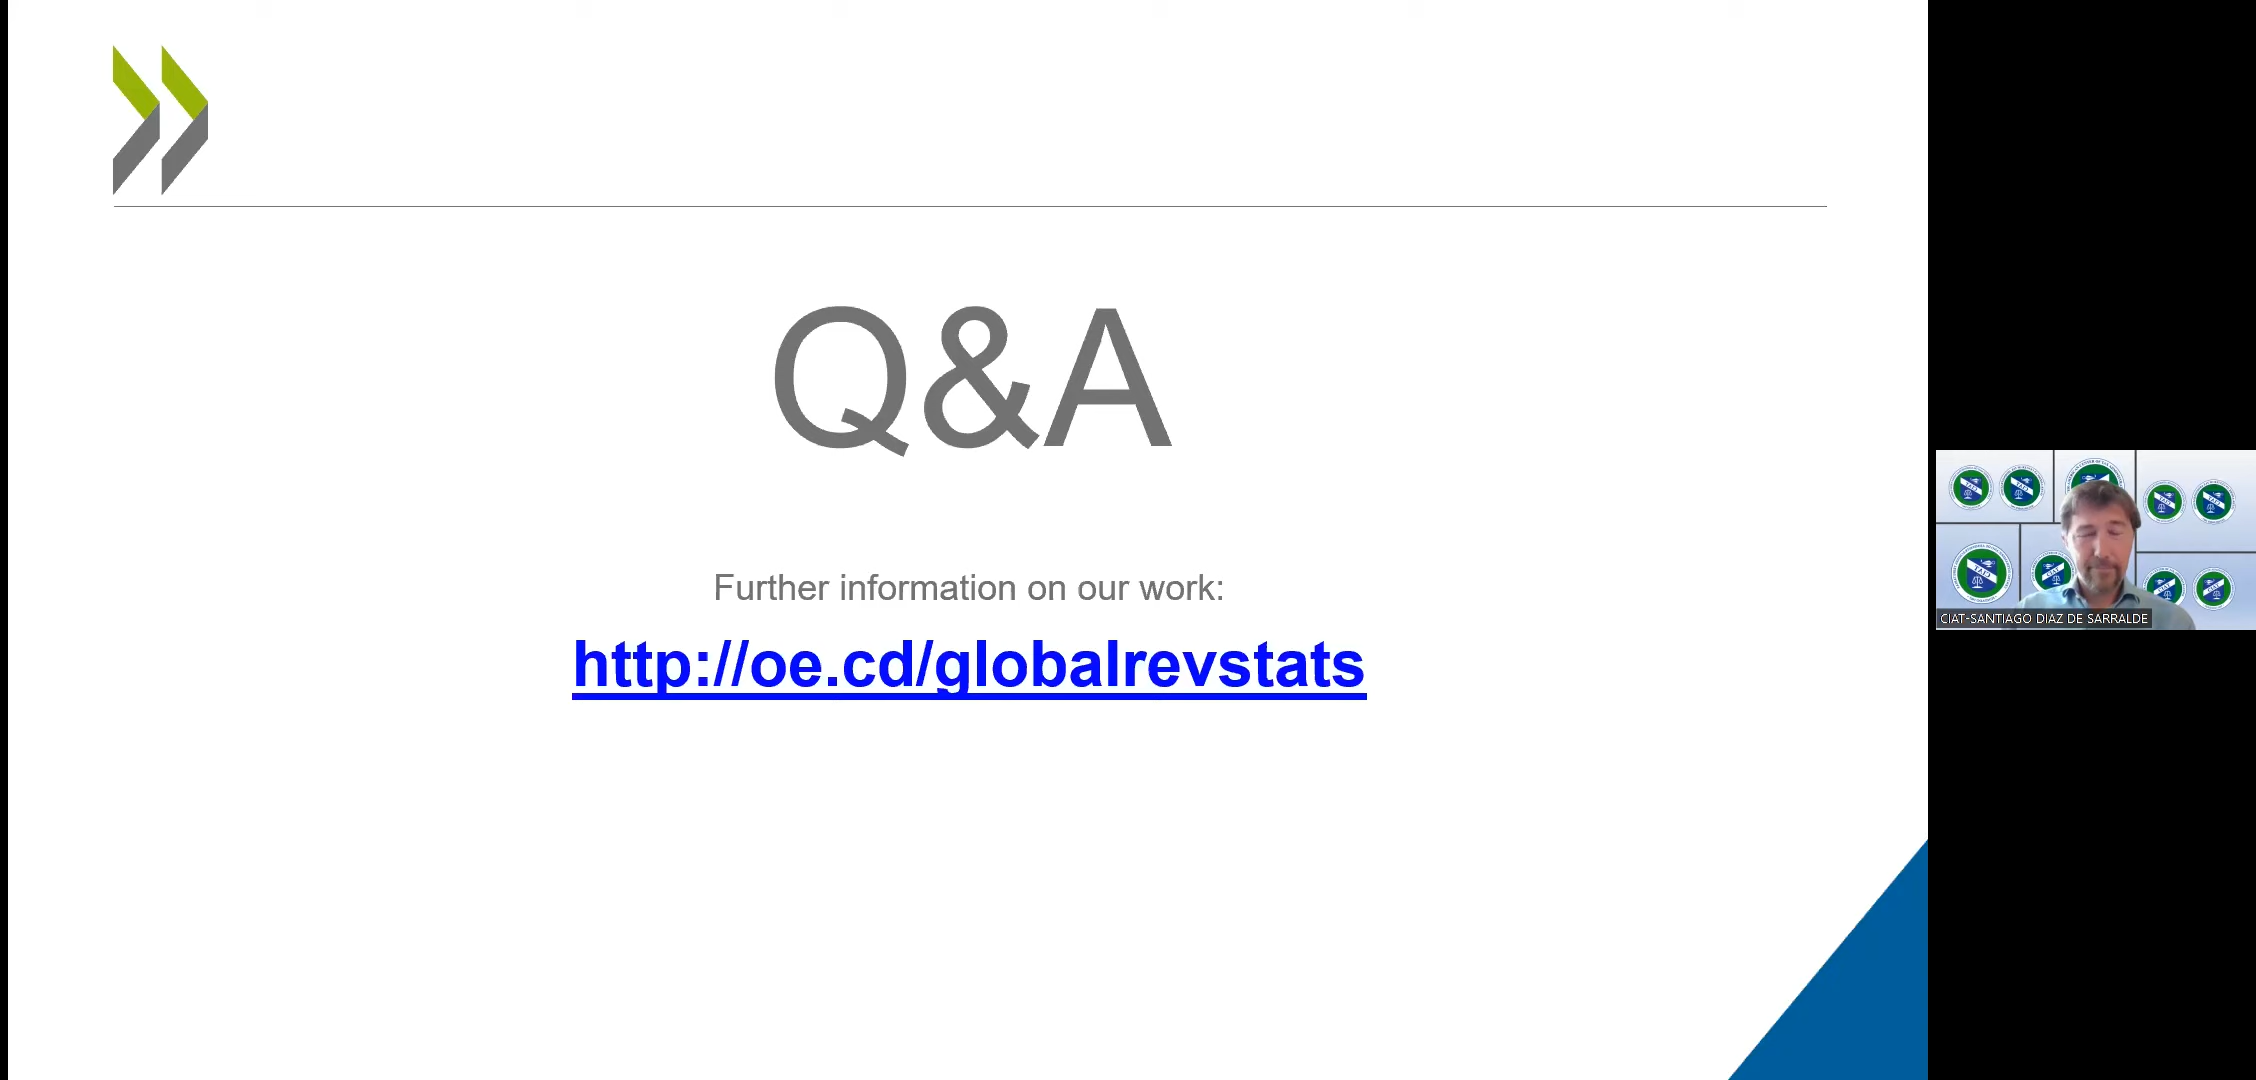 Q&A
Further information on our work:
http://oe.cd/globalrevstats
CIAT-SANTIAGO DIAZ DE SARRALDE